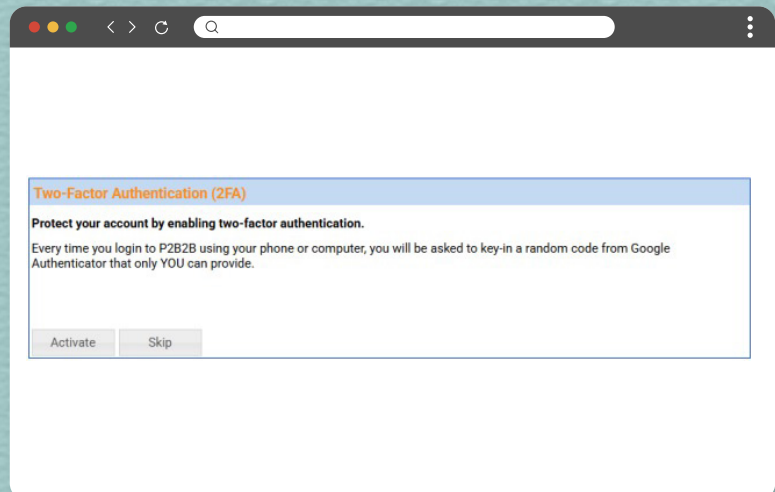 Two-Factor Authentication (2FA)
Protect your account by enabling two-factor authentication.
Every time you login to P2B2B using your phone or computer, you will be asked to key-in a random code from Google
Authenticator that only YOU can provide.
Activate Skip